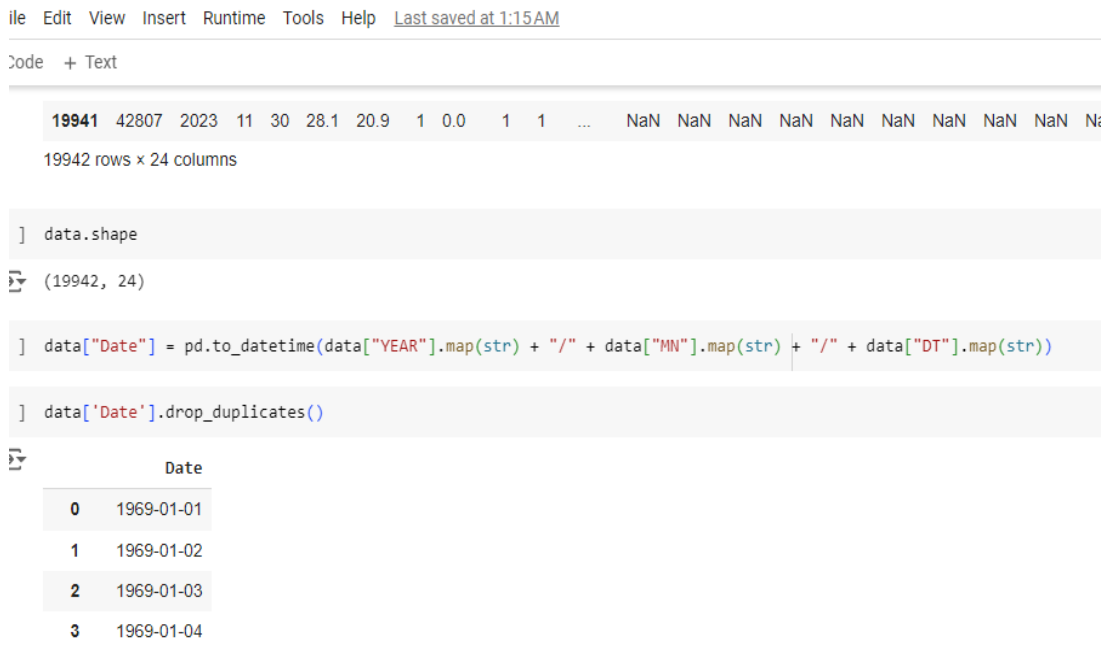 ile Edit View Insert Runtime Tools Help Last saved at 1:15 AM
Code + Text
19941 42807 2023 11 30 28.1 20.9 1 0.0 1 1 ... NaN NaN NaN NaN NaN NaN NaN NaN NaN Na
19942 rows × 24 columns
] data.shape
(19942, 24)
] data["Date"] = pd.to_datetime(data["YEAR"].map(str) + "/" + data["MN"].map(str) + "/" + data["DT"].map(str))
] data['Date'].drop_duplicates()
Date
0 1969-01-01
1 1969-01-02
2 1969-01-03
3 1969-01-04